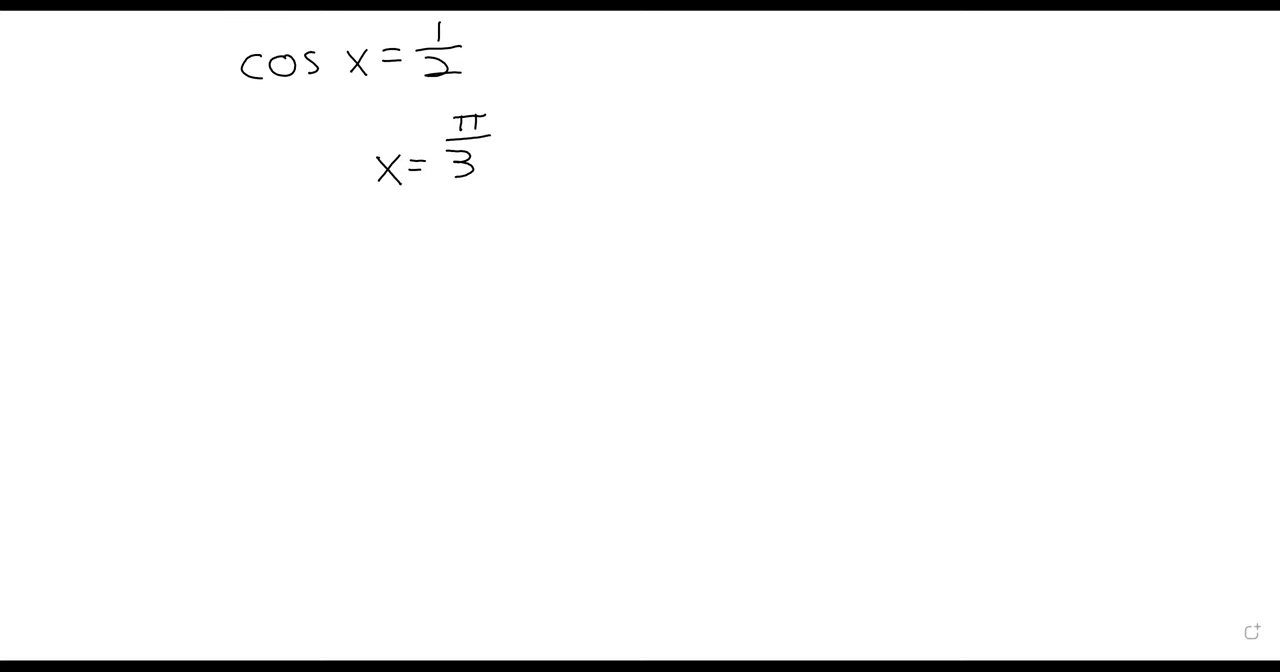 cos x = 1/2
x = π/3